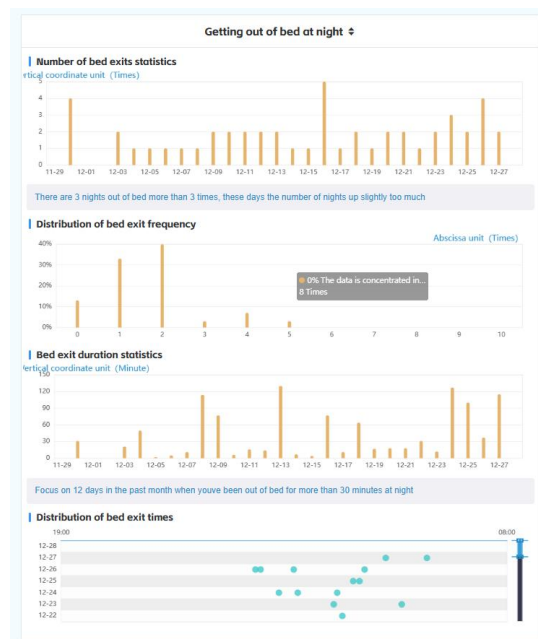 Getting out of bed at night
Number of bed exits statistics
rtical coordinate unit (Times)
5
4
3
2
1
0
11-29 12-01 12-03 12-05 12-07 12-09 12-11 12-13 12-15 12-17 12-19 12-21 12-23 12-25 12-27
There are 3 nights out of bed more than 3 times, these days the number of nights up slightly too much
Distribution of bed exit frequency
Abscissa unit (Times)
40%
30%
20%
10%
0%
0% The data is concentrated in...
8 Times
0 1 2 3 4 5 6 7 8 9 10
Bed exit duration statistics
Vertical coordinate unit (Minute)
150
120
90
60
30
0
11-29 12-01 12-03 12-05 12-07 12-09 12-11 12-13 12-15 12-17 12-19 12-21 12-23 12-25 12-27
Focus on 12 days in the past month when youve been out of bed for more than 30 minutes at night
Distribution of bed exit times
19:00 08:00
12-28
12-27
12-26
12-25
12-24
12-23
12-22